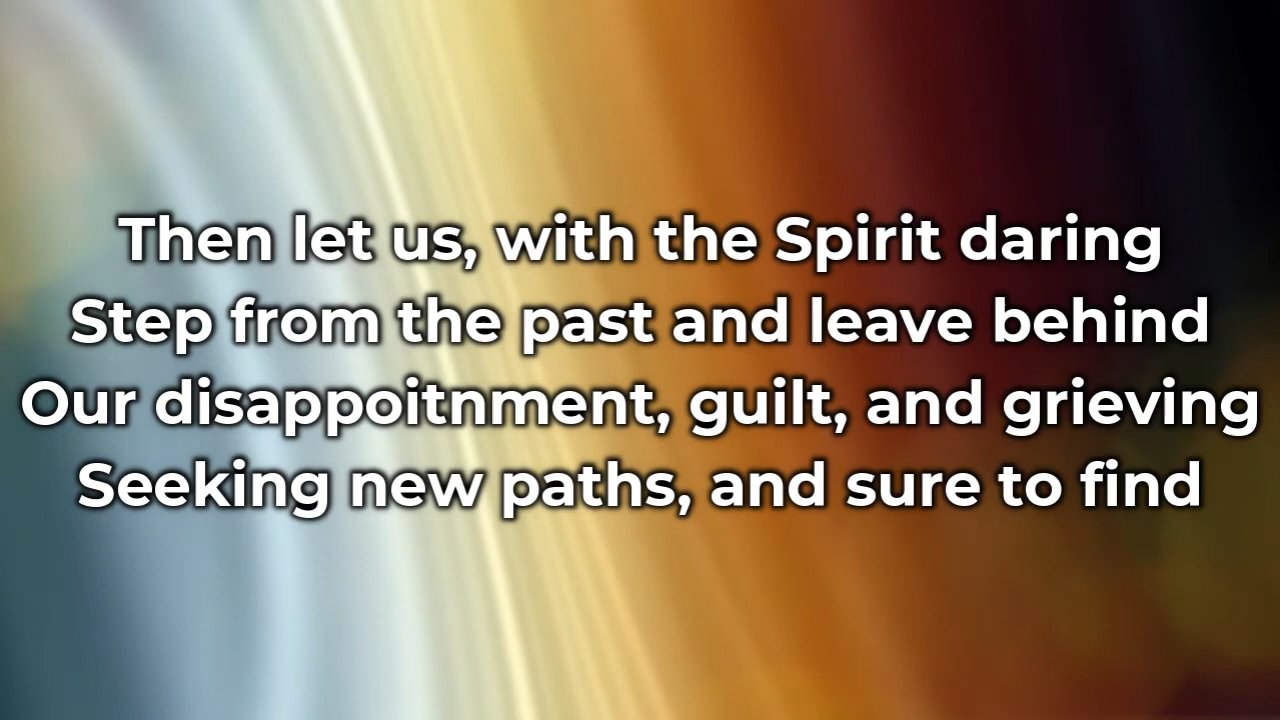 Then let us, with the Spirit daring
Step from the past and leave behind
Our disappoitnment, guilt, and grieving
Seeking new paths, and sure to find